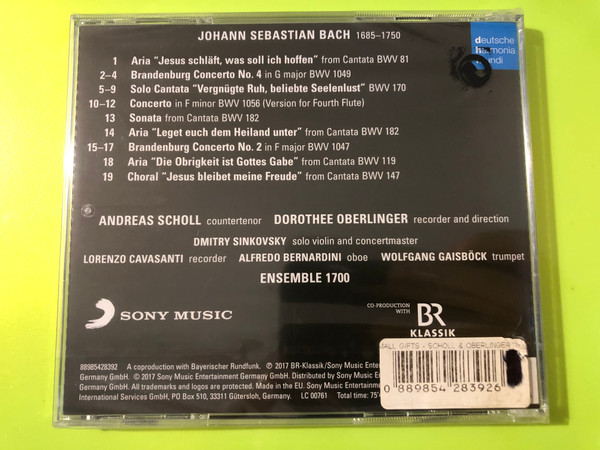 JOHANN SEBASTIAN BACH 1685–1750
deutsche
harmonia
mundi
1 Aria "Jesus schläft, was soll ich hoffen" from Cantata BWV 81
2–4 Brandenburg Concerto No. 4 in G major BWV 1049
5–9 Solo Cantata "Vergnügte Ruh, beliebte Seelenlust" BWV 170
10–12 Concerto in F minor BWV 1056 (Version for Fourth Flute)
13 Sonata from Cantata BWV 182
14 Aria "Leget euch dem Heiland unter" from Cantata BWV 182
15–17 Brandenburg Concerto No. 2 in F major BWV 1047
18 Aria "Die Obrigkeit ist Gottes Gabe" from Cantata BWV 119
19 Choral "Jesus bleibet meine Freude" from Cantata BWV 147
ANDREAS SCHOLL countertenor DOROTHEE OBERLINGER recorder and direction
DMITRY SINKOVSKY solo violin and concertmaster
LORENZO CAVASANTI recorder ALFREDO BERNARDINI oboe WOLFGANG GAISBÖCK trumpet
ENSEMBLE 1700
SONY MUSIC
CO-PRODUCTION
WITH
BR
KLASSIK
88985428392 A coproduction with Bayerischer Rundfunk. ℗ 2017 BR-Klassik/Sony Music
Germany GmbH. © 2017 Sony Music Entertainment Germany GmbH. Distributed by Sony Music
Germany GmbH. All trademarks and logos are protected. Made in the EU. Sony Music
International Services GmbH, PO Box 510, 33311 Gütersloh, Germany. LC 00761 Total time:
GIFTS - SCHOLL & OBERLINGER
0 889854 283926